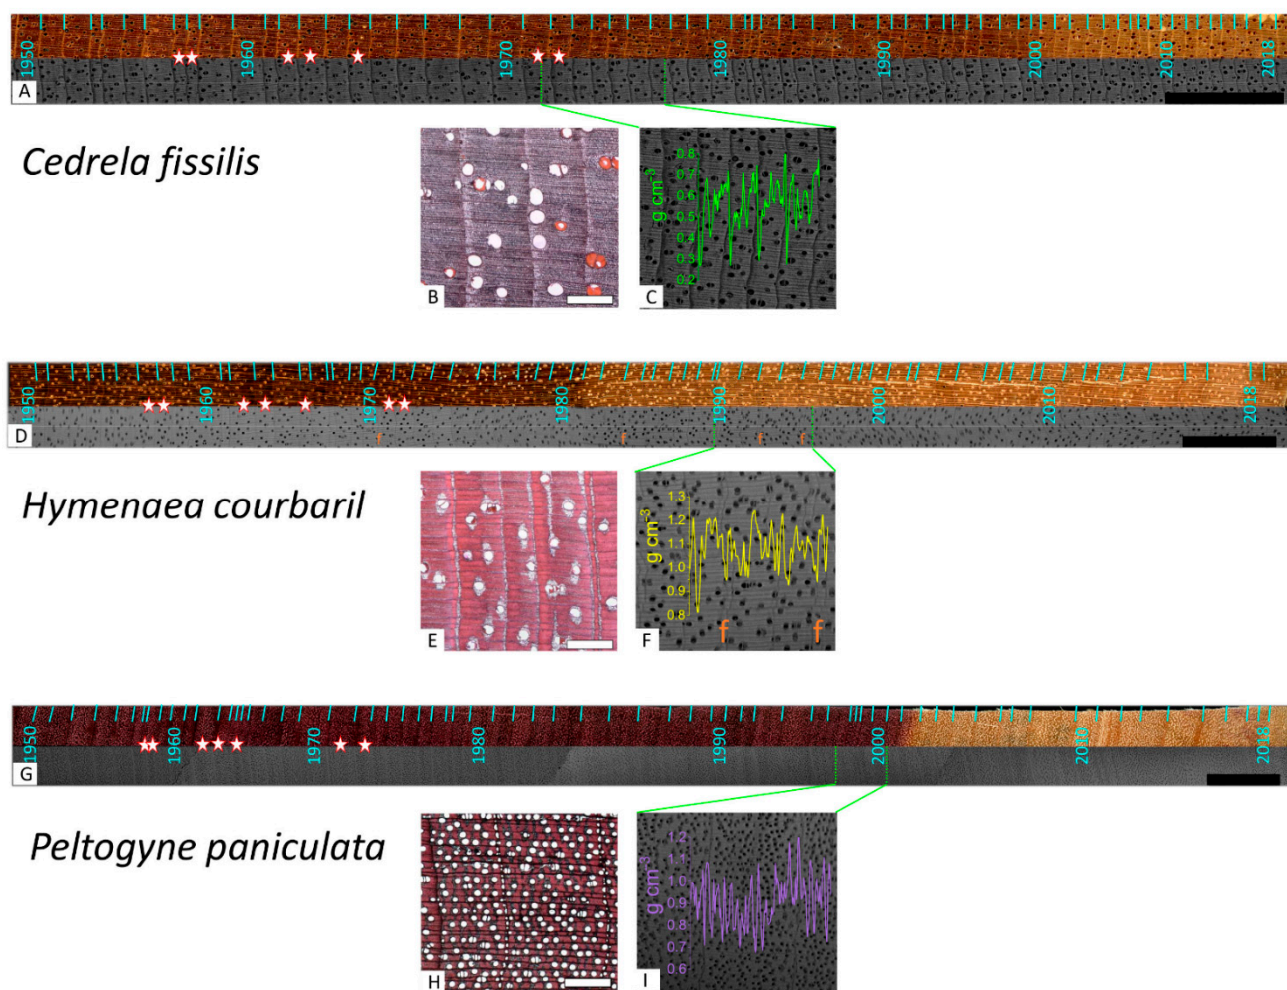 1950 1960 1970 1980 1990 2000 2010 2018
A
Cedrela fissilis
B
C
g cm-3
0.8
0.7
0.6
0.5
0.4
0.3
0.2
1950 1960 1970 1980 1990 2000 2010 2018
D
f f f f
Hymenaea courbaril
E
F
g cm-3
1.3
1.2
1.1
1.0
0.9
0.8
f f
1950 1960 1970 1980 1990 2000 2010 2018
G
Peltogyne paniculata
H
I
g cm-3
1.2
1.1
1.0
0.9
0.8
0.7
0.6